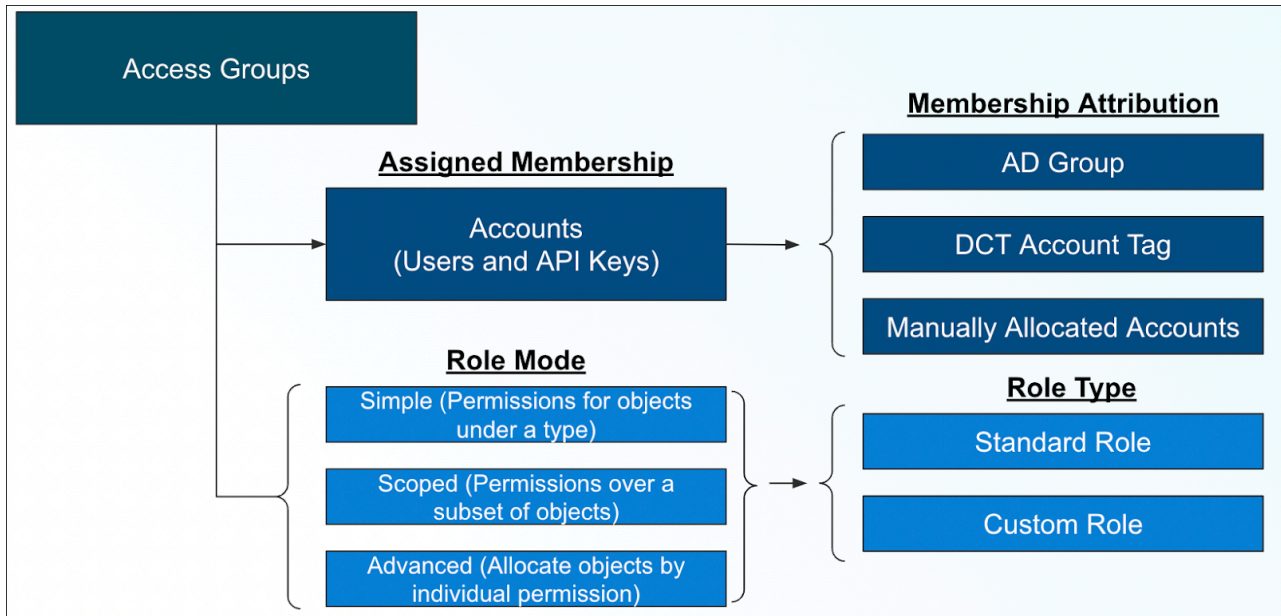 Access Groups
Membership Attribution
Assigned Membership
AD Group
Accounts
(Users and API Keys)
DCT Account Tag
Manually Allocated Accounts
Role Mode
Role Type
Simple (Permissions for objects
under a type)
Standard Role
Scoped (Permissions over a
subset of objects)
Custom Role
Advanced (Allocate objects by
individual permission)